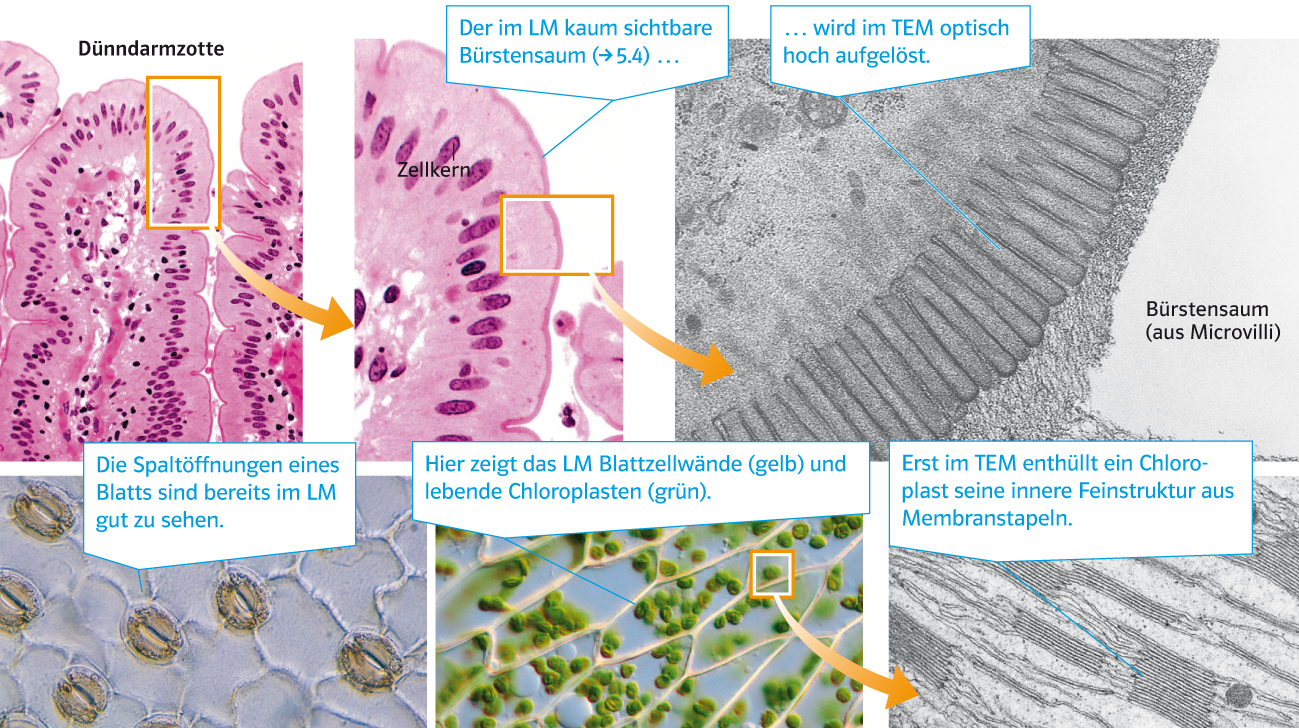 Dünndarmzotte
Der im LM kaum sichtbare
Bürstensaum (→ 5.4) …
… wird im TEM optisch
hoch aufgelöst.
Zellkern
Bürstensaum
(aus Microvilli)
Die Spaltöffnungen eines
Blatts sind bereits im LM
gut zu sehen.
Hier zeigt das LM Blattzellwände (gelb) und
lebende Chloroplasten (grün).
Erst im TEM enthüllt ein Chloro-
plast seine innere Feinstruktur aus
Membranstapeln.